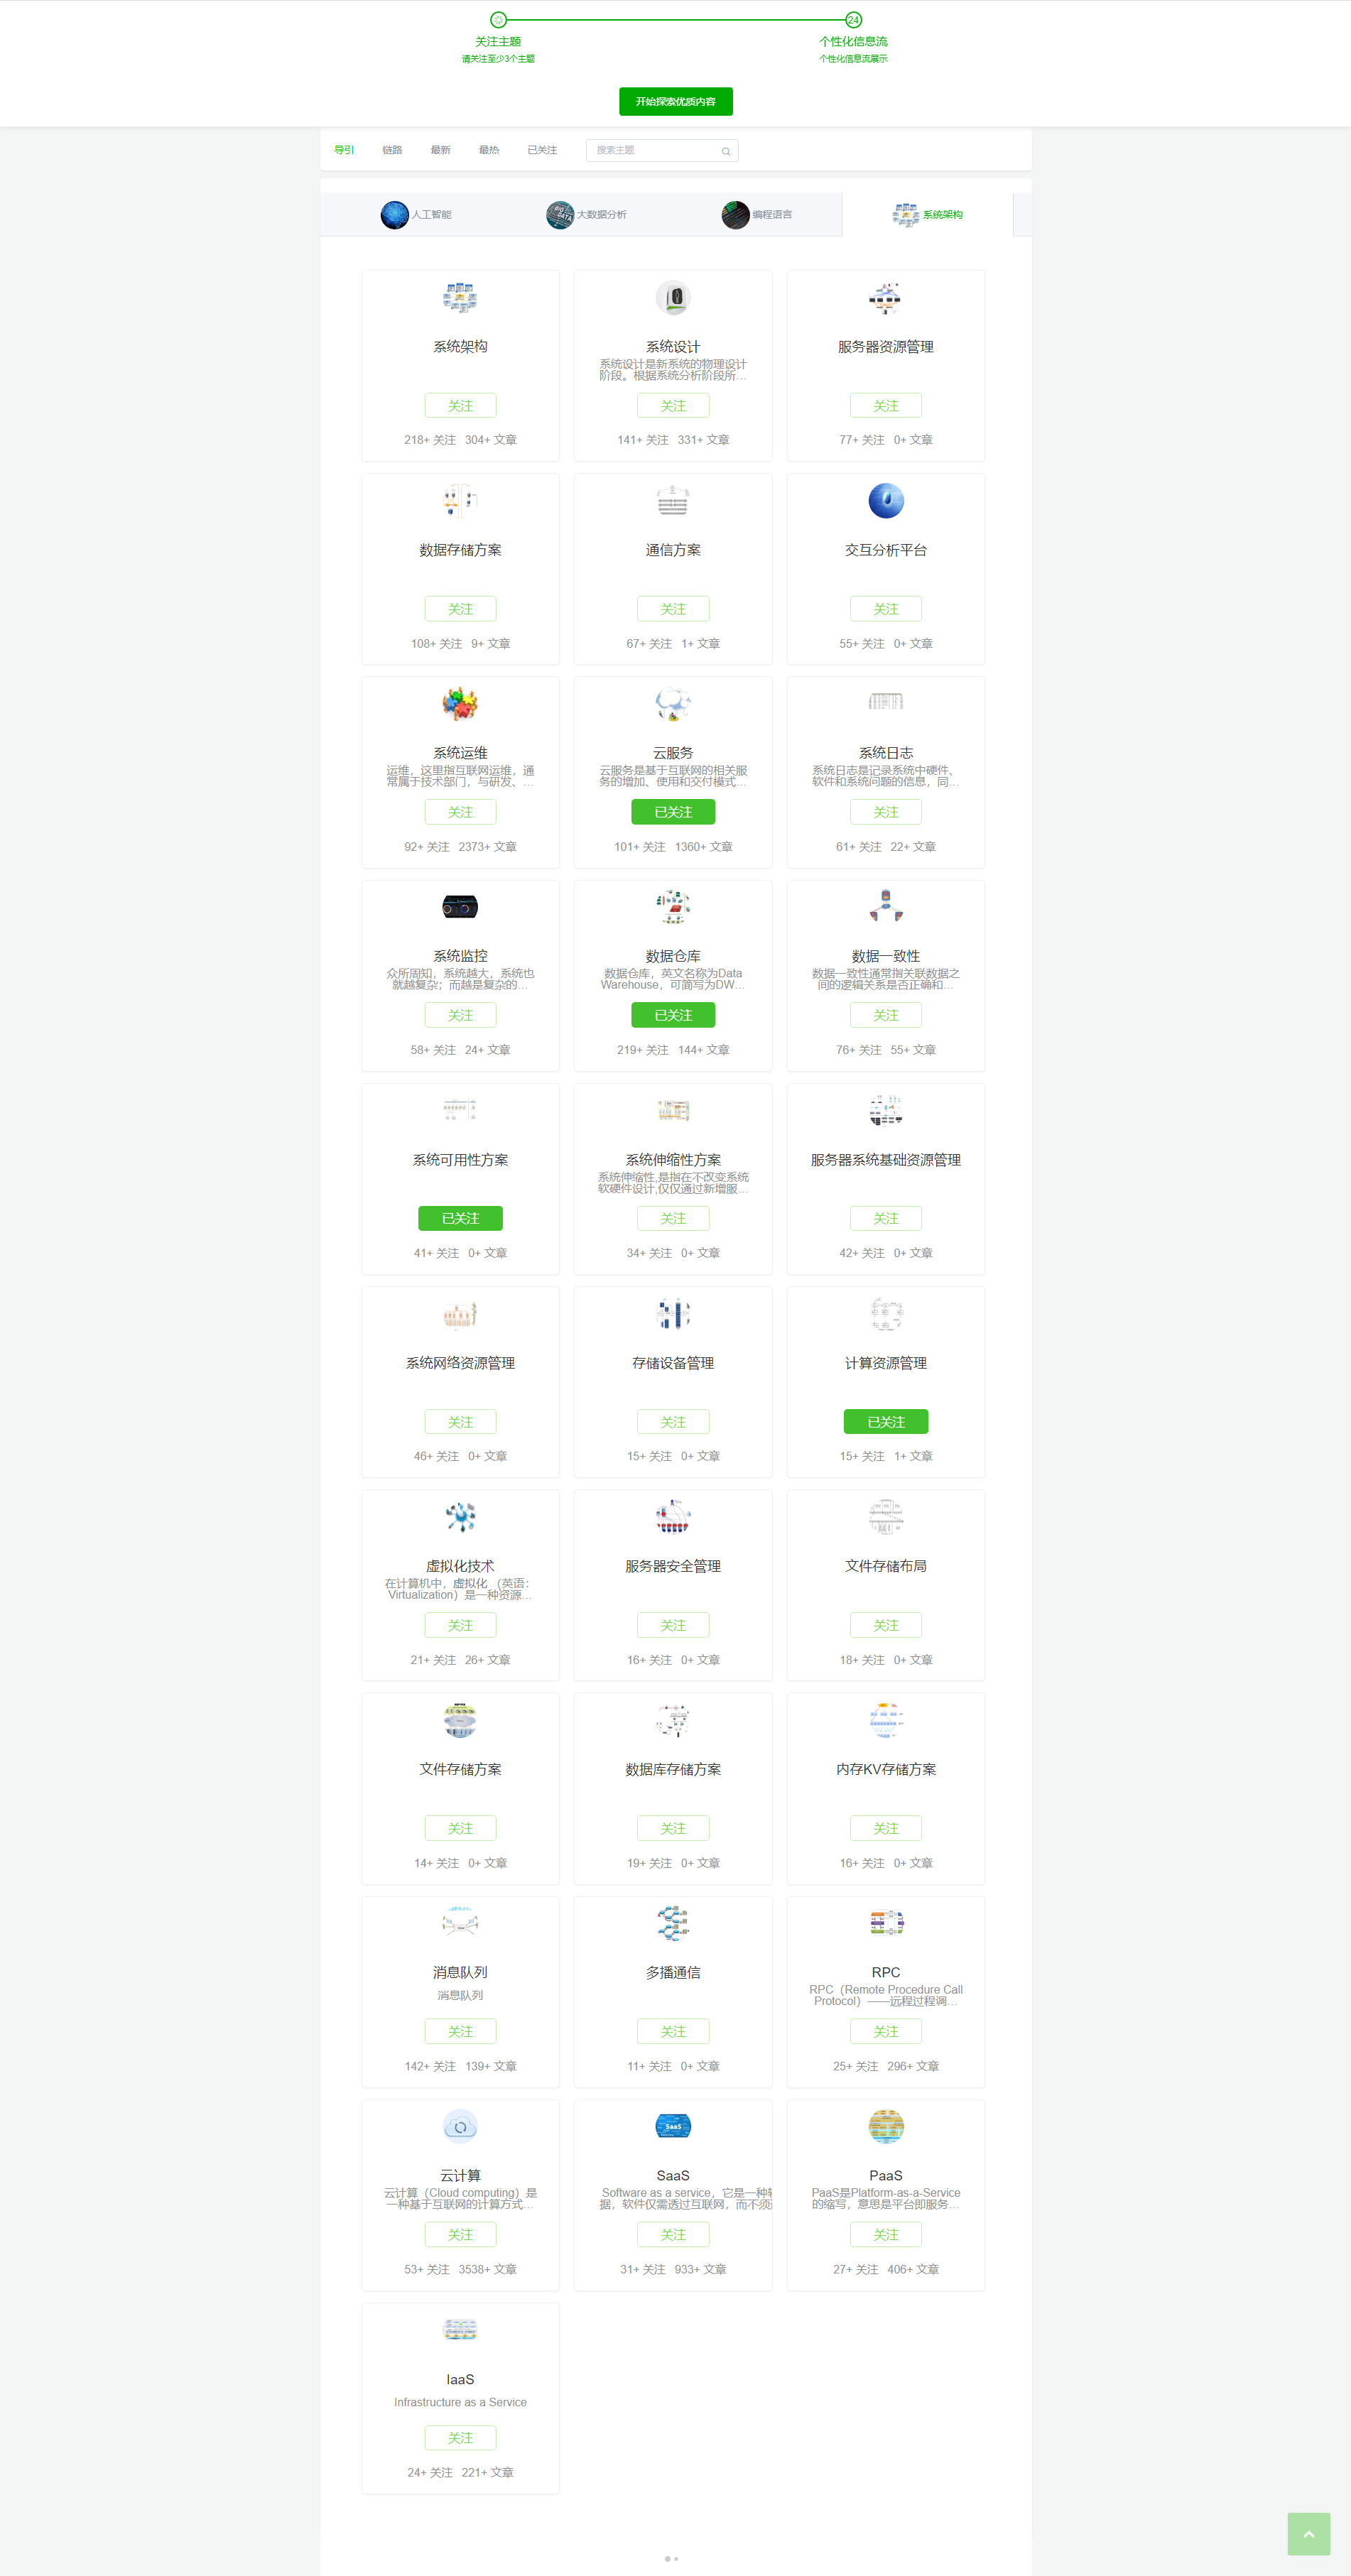 24
关注主题
个性化信息流
请关注至少3个主题
个性化信息流展示
开始探索优质内容
导引 链路 最新 最热 已关注 搜索主题
人工智能 大数据分析 编程语言 系统架构
系统架构
关注
218+ 关注 304+ 文章
系统设计
系统设计是新系统的物理设计
阶段。根据系统分析阶段所...
关注
141+ 关注 331+ 文章
服务器资源管理
关注
77+ 关注 0+ 文章
数据存储方案
关注
108+ 关注 9+ 文章
通信方案
关注
67+ 关注 1+ 文章
交互分析平台
关注
55+ 关注 0+ 文章
系统运维
运维，这里指互联网运维，通
常属于技术部门，与研发、...
关注
92+ 关注 2373+ 文章
云服务
云服务是基于互联网的相关服
务的增加、使用和交付模式...
已关注
101+ 关注 1360+ 文章
系统日志
系统日志是记录系统中硬件、
软件和系统问题的信息，同...
关注
61+ 关注 22+ 文章
系统监控
众所周知，系统越大，系统也
就越复杂；而越是复杂的...
关注
58+ 关注 24+ 文章
数据仓库
数据仓库，英文名称为Data
Warehouse，可简写为DW...
已关注
219+ 关注 144+ 文章
数据一致性
数据一致性通常指关联数据之
间的逻辑关系是否正确和...
关注
76+ 关注 55+ 文章
系统可用性方案
已关注
41+ 关注 0+ 文章
系统伸缩性方案
系统伸缩性,是指在不改变系统
软硬件设计,仅仅通过新增服...
关注
34+ 关注 0+ 文章
服务器系统基础资源管理
关注
42+ 关注 0+ 文章
系统网络资源管理
关注
46+ 关注 0+ 文章
存储设备管理
关注
15+ 关注 0+ 文章
计算资源管理
已关注
15+ 关注 1+ 文章
虚拟化技术
在计算机中，虚拟化 （英语：
Virtualization）是一种资源...
关注
21+ 关注 26+ 文章
服务器安全管理
关注
16+ 关注 0+ 文章
文件存储布局
关注
18+ 关注 0+ 文章
文件存储方案
关注
14+ 关注 0+ 文章
数据库存储方案
关注
19+ 关注 0+ 文章
内存KV存储方案
关注
16+ 关注 0+ 文章
消息队列
消息队列
关注
142+ 关注 139+ 文章
多播通信
关注
11+ 关注 0+ 文章
RPC
RPC（Remote Procedure Call
Protocol）——远程过程调...
关注
25+ 关注 296+ 文章
云计算
云计算（Cloud computing）是
一种基于互联网的计算方式...
关注
53+ 关注 3538+ 文章
SaaS
SaaS
Software as a service，它是一种
据，软件仅需透过互联网，而不须
关注
31+ 关注 933+ 文章
PaaS
PaaS是Platform-as-a-Service
的缩写，意思是平台即服务...
关注
27+ 关注 406+ 文章
IaaS
Infrastructure as a Service
关注
24+ 关注 221+ 文章